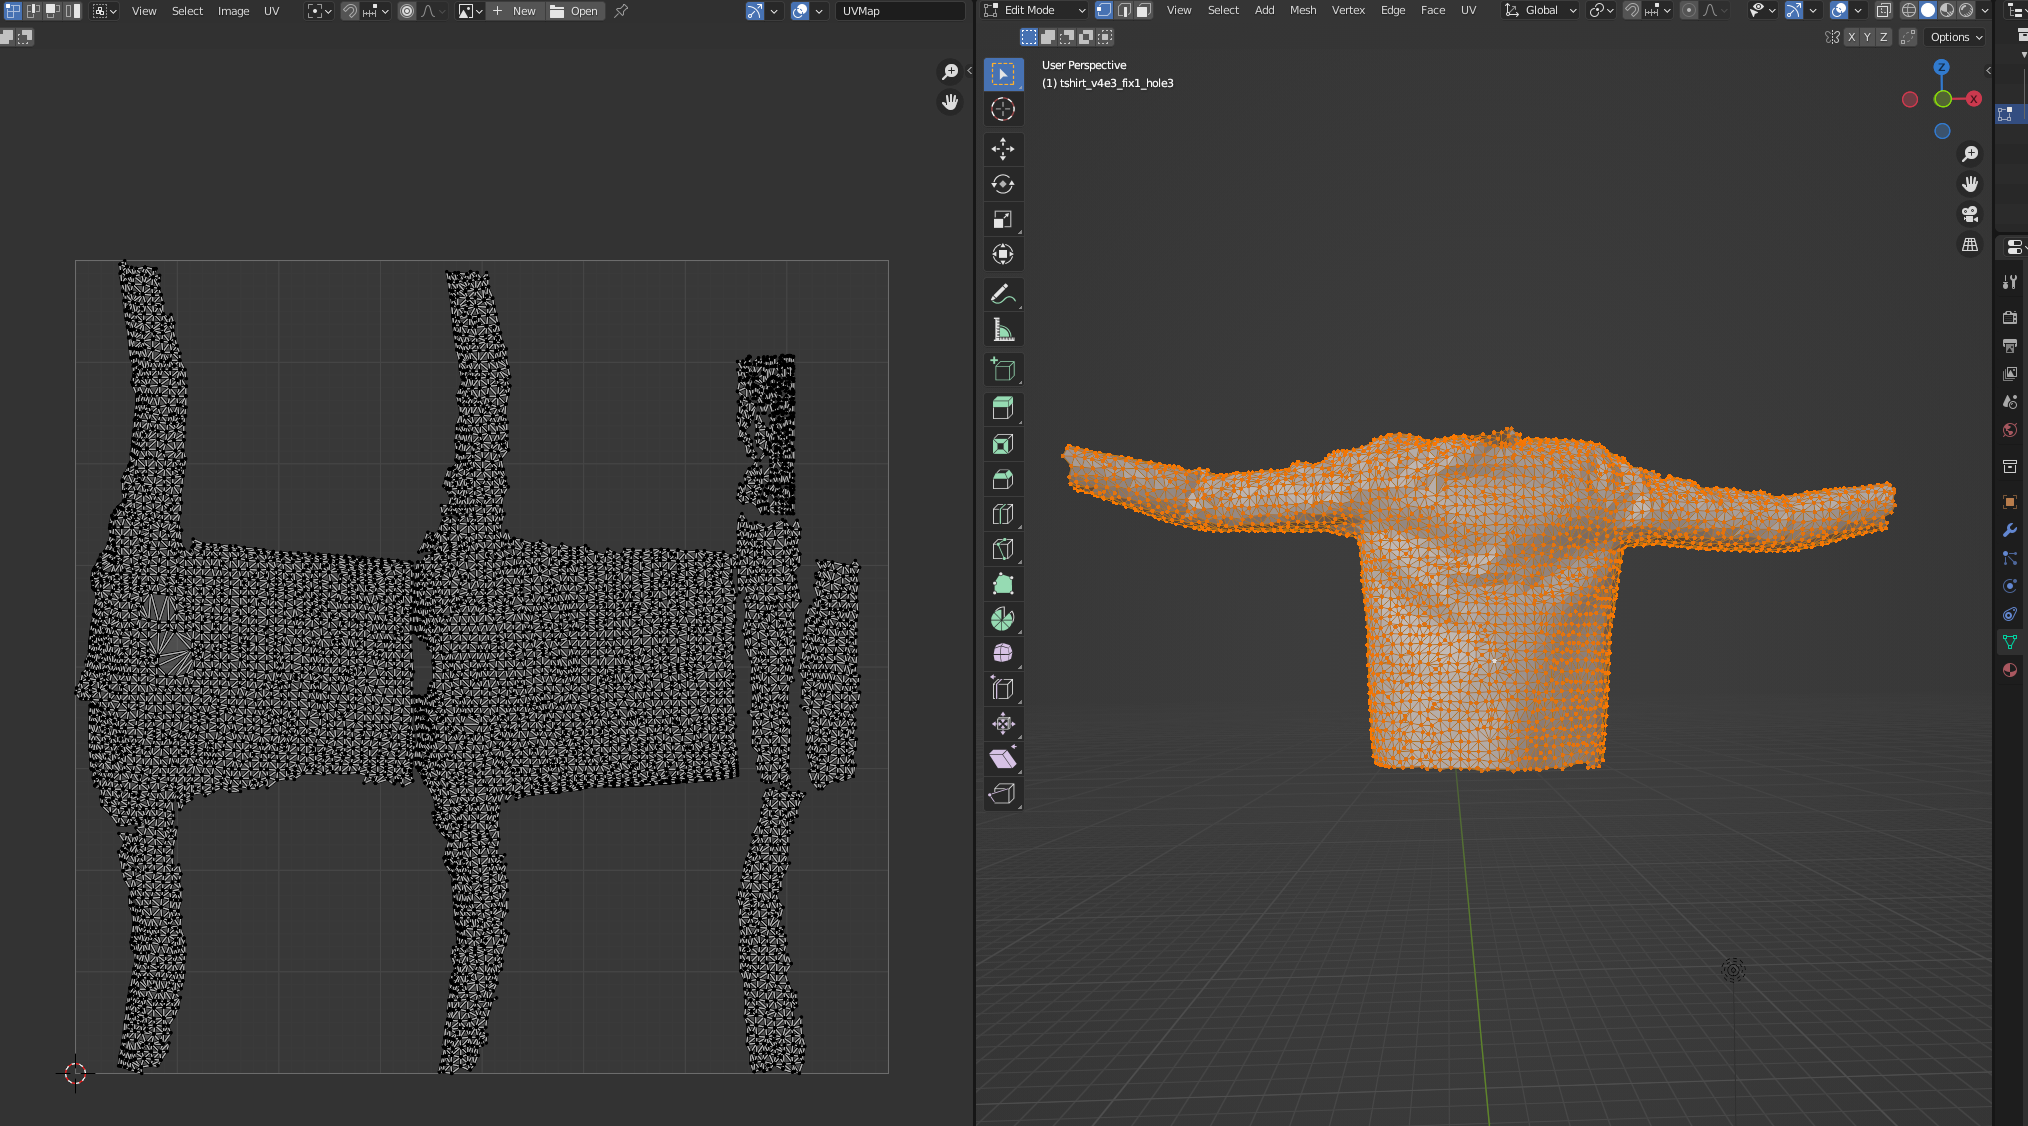 View Select Image UV New Open UVMap
Edit Mode View Select Add Mesh Vertex Edge Face UV Global
X Y Z Options
User Perspective
(1) tshirt_v4e3_fix1_hole3
Z
X